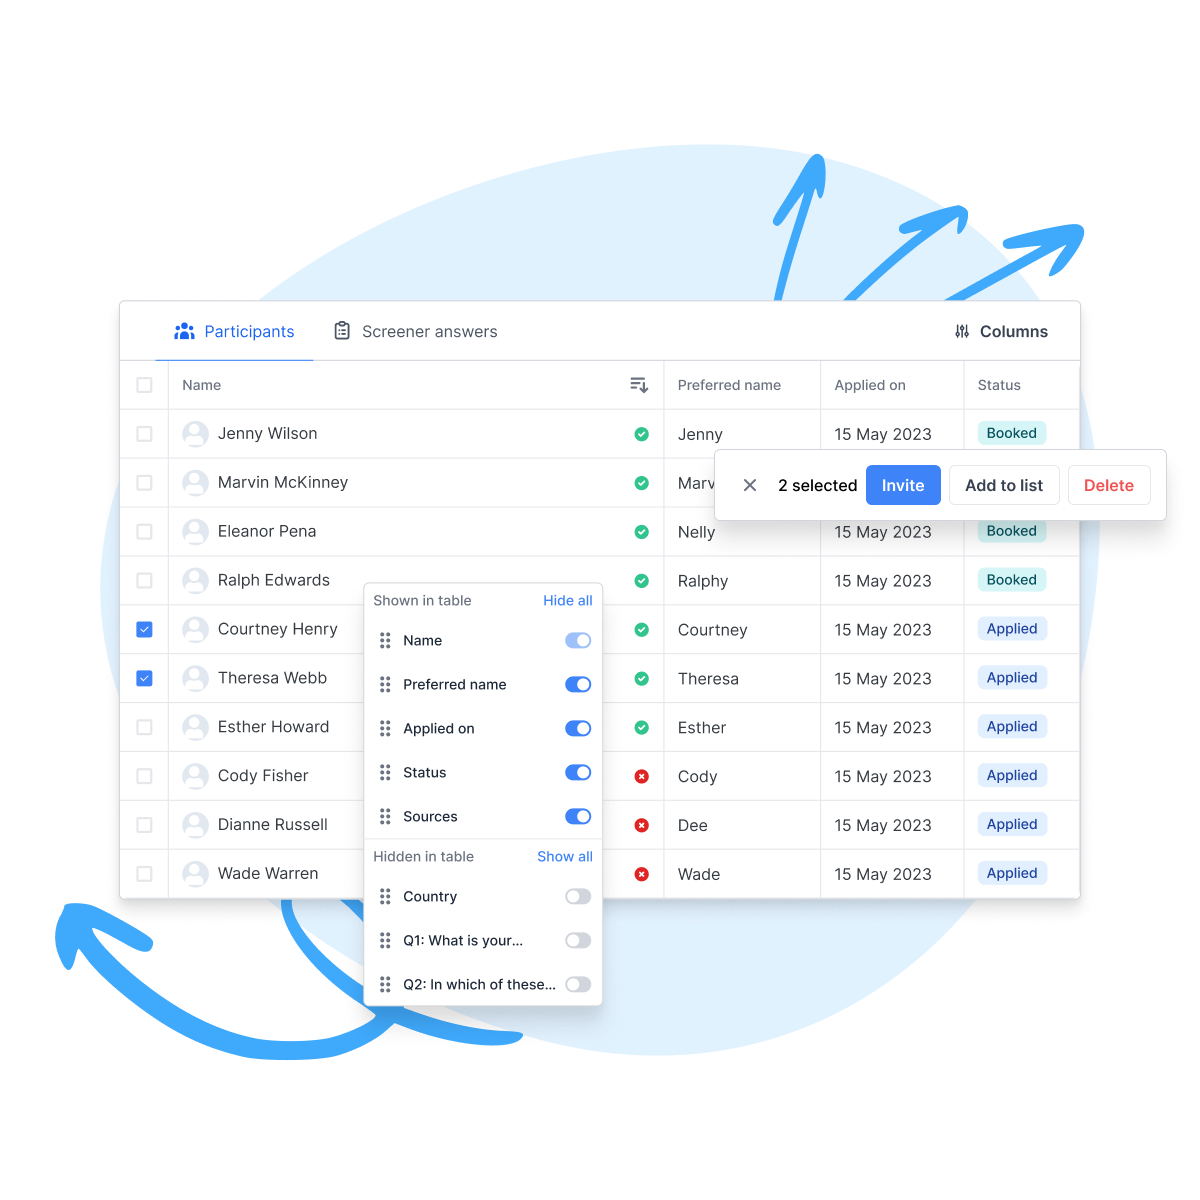 Participants
Screener answers
Columns
Name
Preferred name
Applied on
Status
Jenny Wilson
Jenny
15 May 2023
Booked
Marvin McKinney
Marv
2 selected
Invite
Add to list
Delete
Eleanor Pena
Nelly
15 May 2023
Booked
Ralph Edwards
Ralphy
15 May 2023
Booked
Courtney Henry
Courtney
15 May 2023
Applied
Theresa Webb
Theresa
15 May 2023
Applied
Esther Howard
Esther
15 May 2023
Applied
Cody Fisher
Cody
15 May 2023
Applied
Dianne Russell
Dee
15 May 2023
Applied
Wade Warren
Wade
15 May 2023
Applied
Shown in table
Hide all
Name
Preferred name
Applied on
Status
Sources
Hidden in table
Show all
Country
Q1: What is your...
Q2: In which of these...